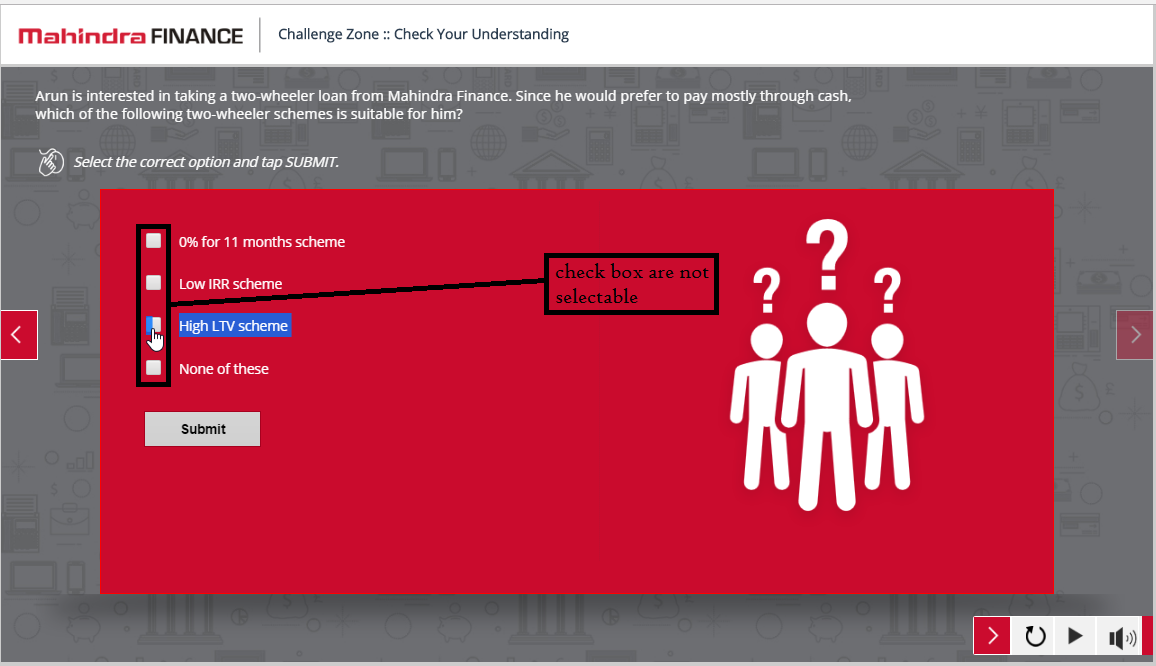 Mahindra FINANCE
Challenge Zone :: Check Your Understanding
Arun is interested in taking a two-wheeler loan from Mahindra Finance. Since he would prefer to pay mostly through cash,
which of the following two-wheeler schemes is suitable for him?
Select the correct option and tap SUBMIT.
0% for 11 months scheme
Low IRR scheme
High LTV scheme
None of these
check box are not
selectable
Submit